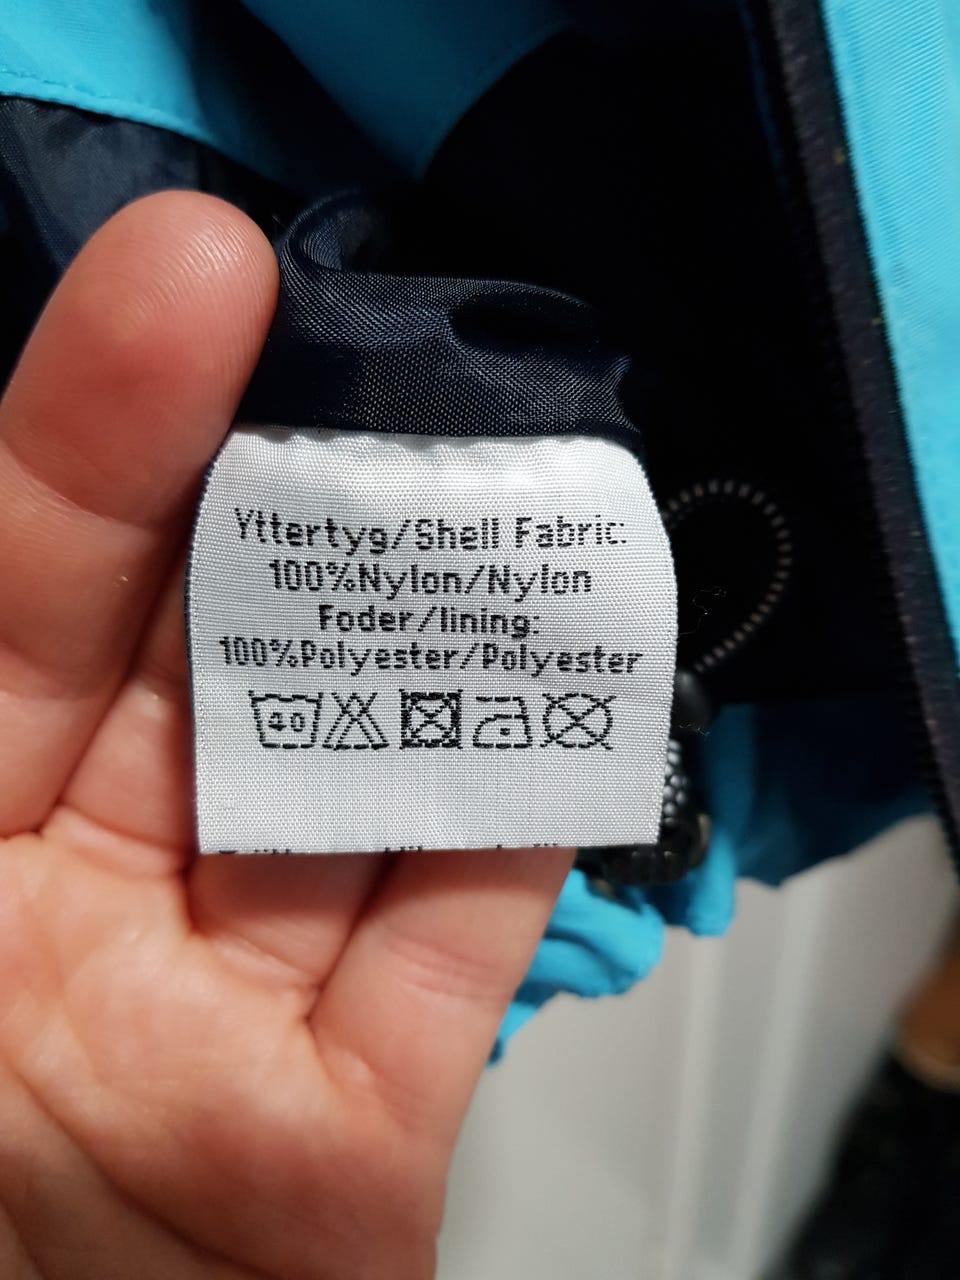 Yttertyg/Shell Fabric:
100%Nylon/Nylon
Foder/lining:
100%Polyester/Polyester
40